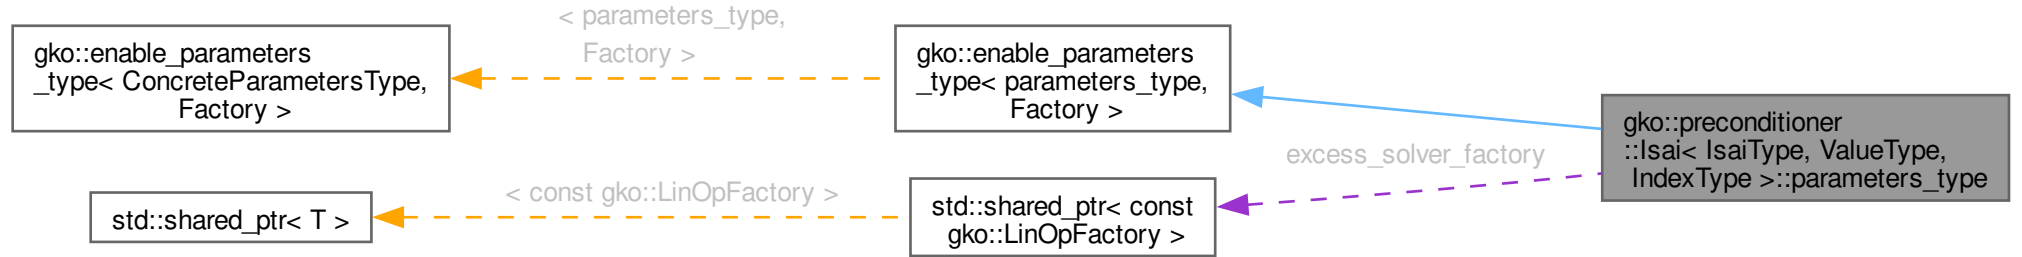 gko::enable_parameters
_type< ConcreteParametersType,
Factory >
< parameters_type,
Factory >
gko::enable_parameters
_type< parameters_type,
Factory >
std::shared_ptr< T >
< const gko::LinOpFactory >
std::shared_ptr< const
gko::LinOpFactory >
excess_solver_factory
gko::preconditioner
::Isai< IsaiType, ValueType,
IndexType >::parameters_type